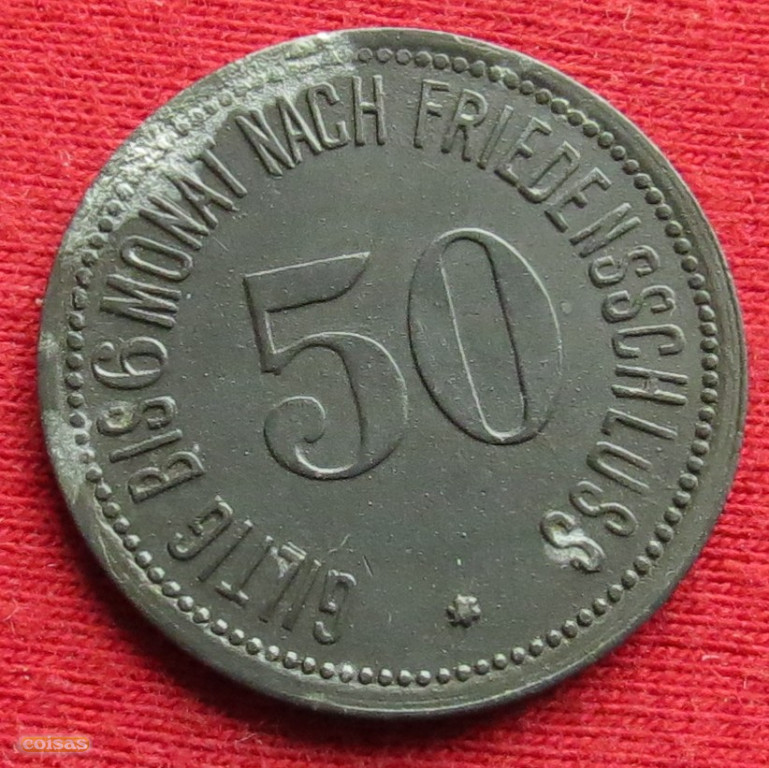 GILTIG BIS 6 MONAT NACH FRIEDENSSCHLUSS
50
coisas